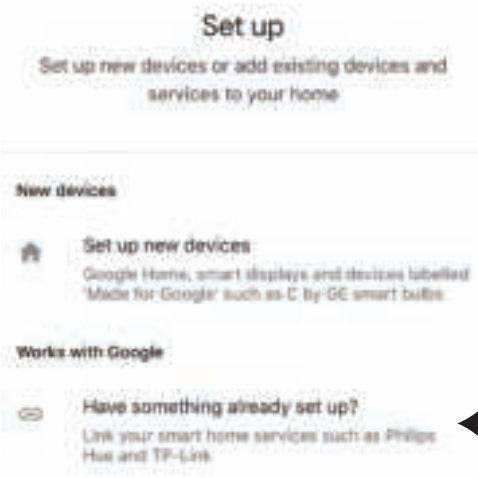 Set up
Set up new devices or add existing devices and
services to your home
New devices
Set up new devices
Google Home, smart displays and devices labelled
'Made for Google' such as C by GE smart bulbs
Works with Google
Have something already set up?
Link your smart home services such as Philips
Hue and TP-Link